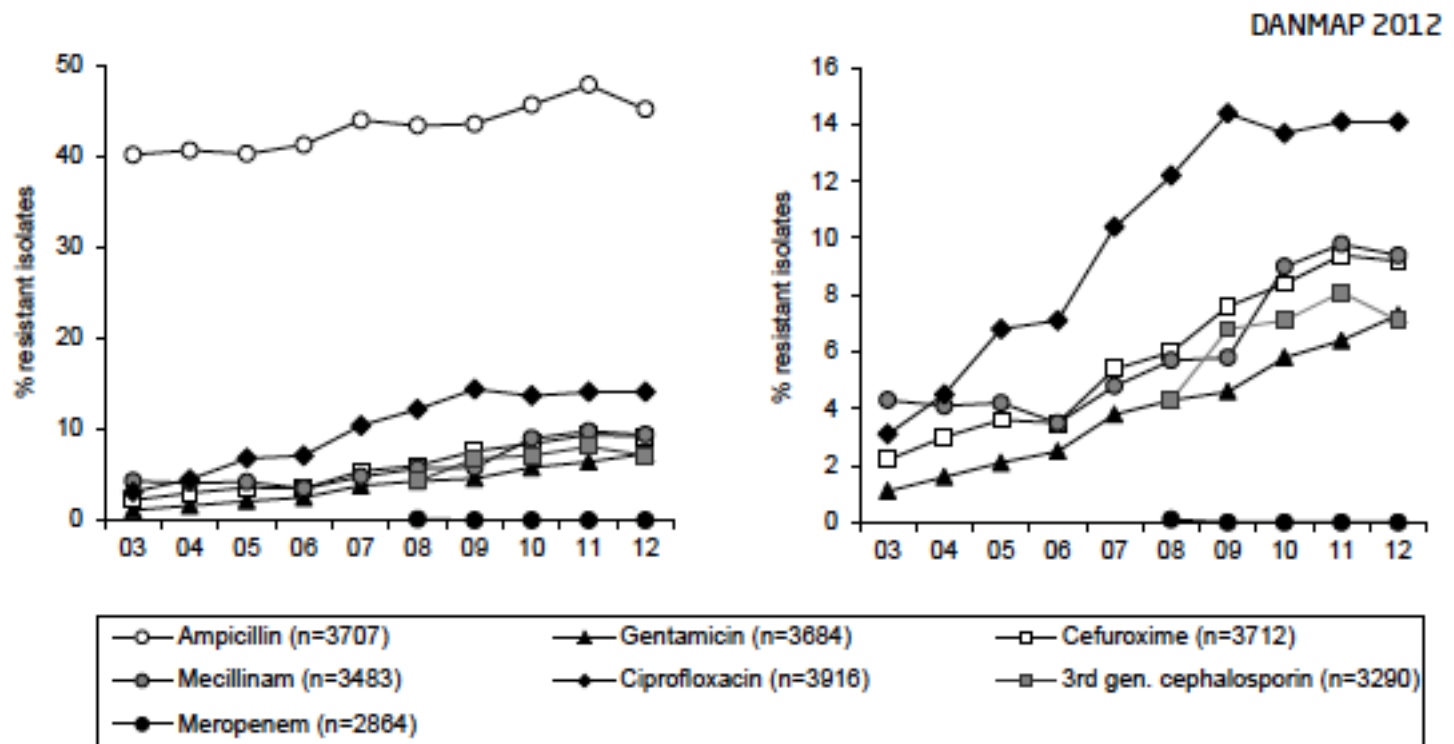 DANMAP 2012
% resistant isolates
50
40
30
20
10
0
03 04 05 06 07 08 09 10 11 12
% resistant isolates
16
14
12
10
8
6
4
2
0
03 04 05 06 07 08 09 10 11 12
Ampicillin (n=3707) Gentamicin (n=3684) Cefuroxime (n=3712)
Mecillinam (n=3483) Ciprofloxacin (n=3916) 3rd gen. cephalosporin (n=3290)
Meropenem (n=2864)